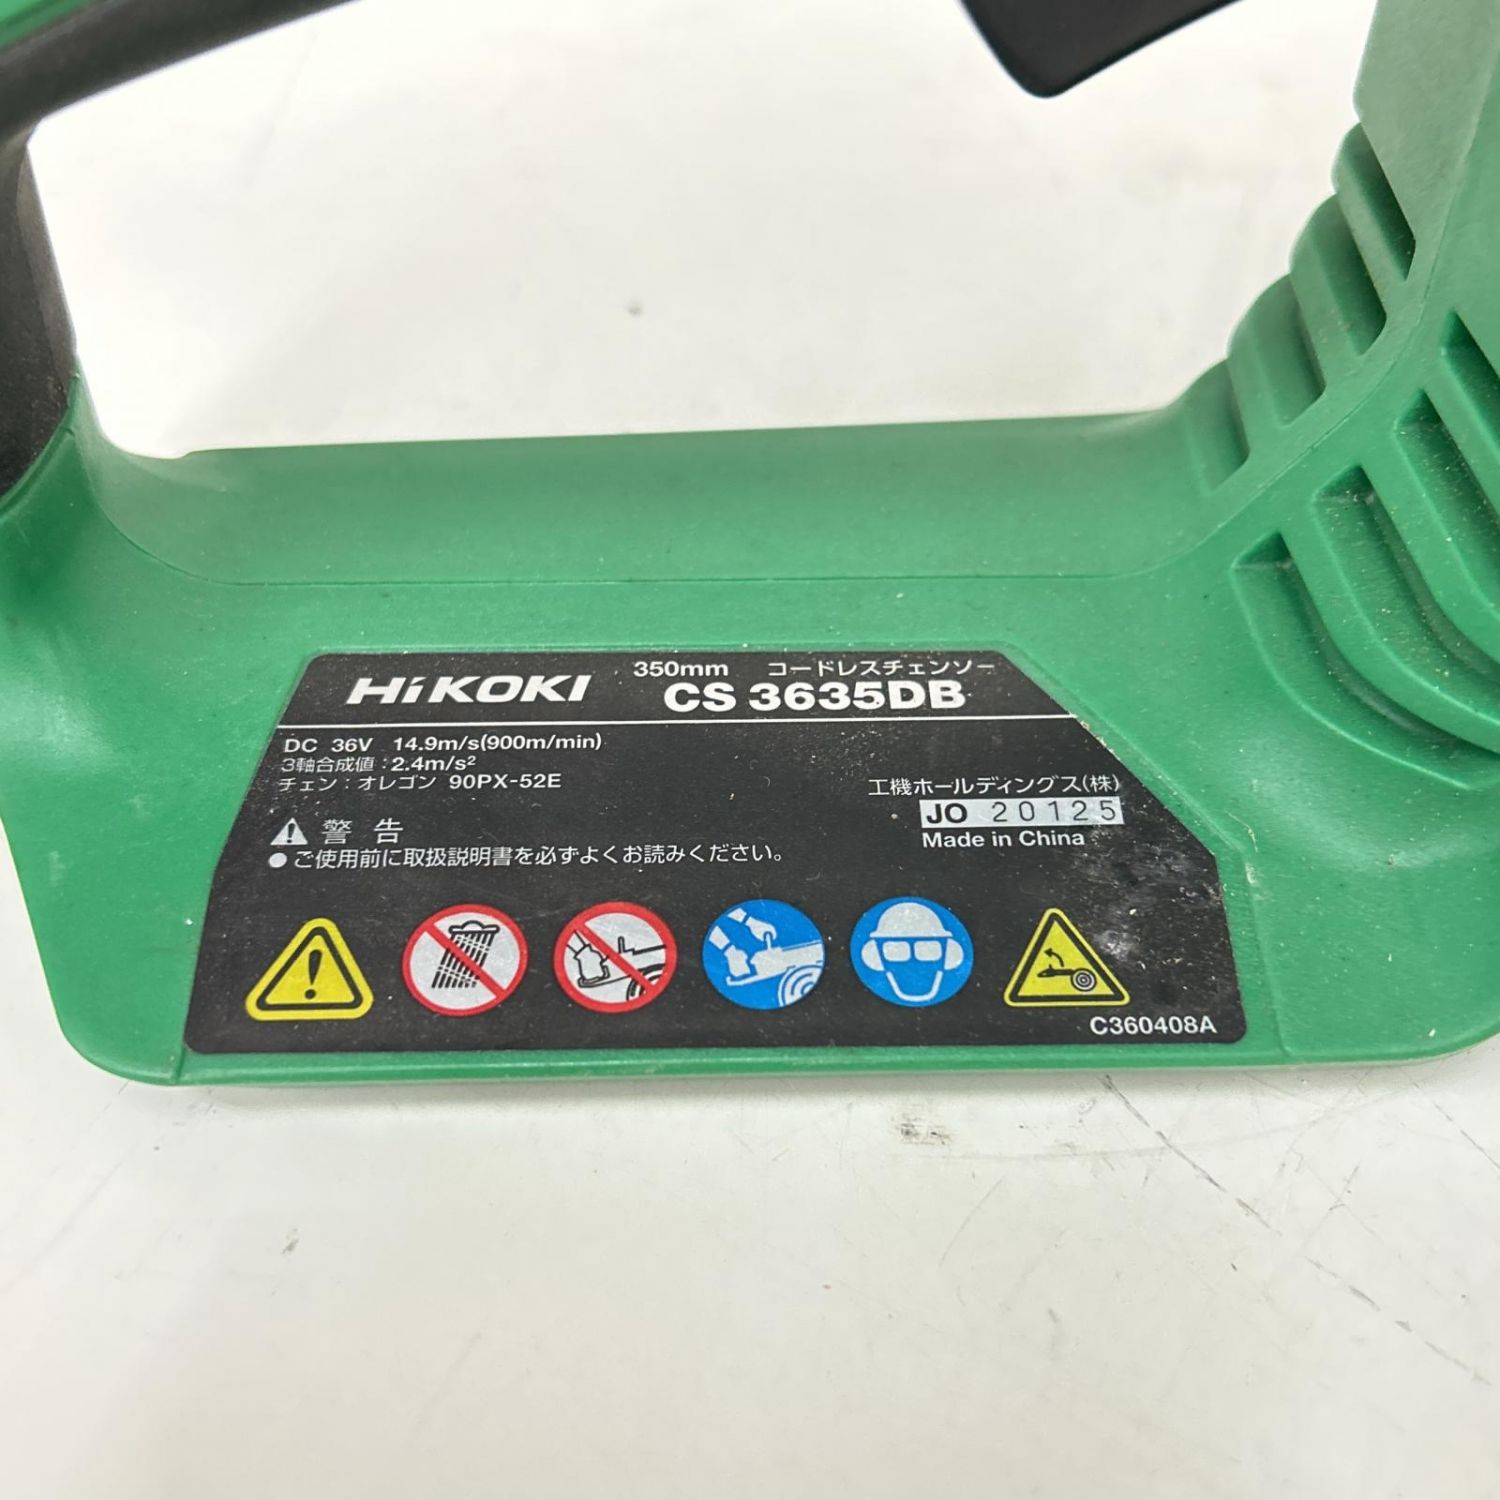 HiKOKI
350mm コードレスチェンソー
CS 3635DB
DC 36V 14.9m/s(900m/min)
3軸合成値：2.4m/s²
チェン：オレゴン 90PX-52E
工機ホールディングス(株)
JO 20125
Made in China
警告
●ご使用前に取扱説明書を必ずよくお読みください。
C360408A